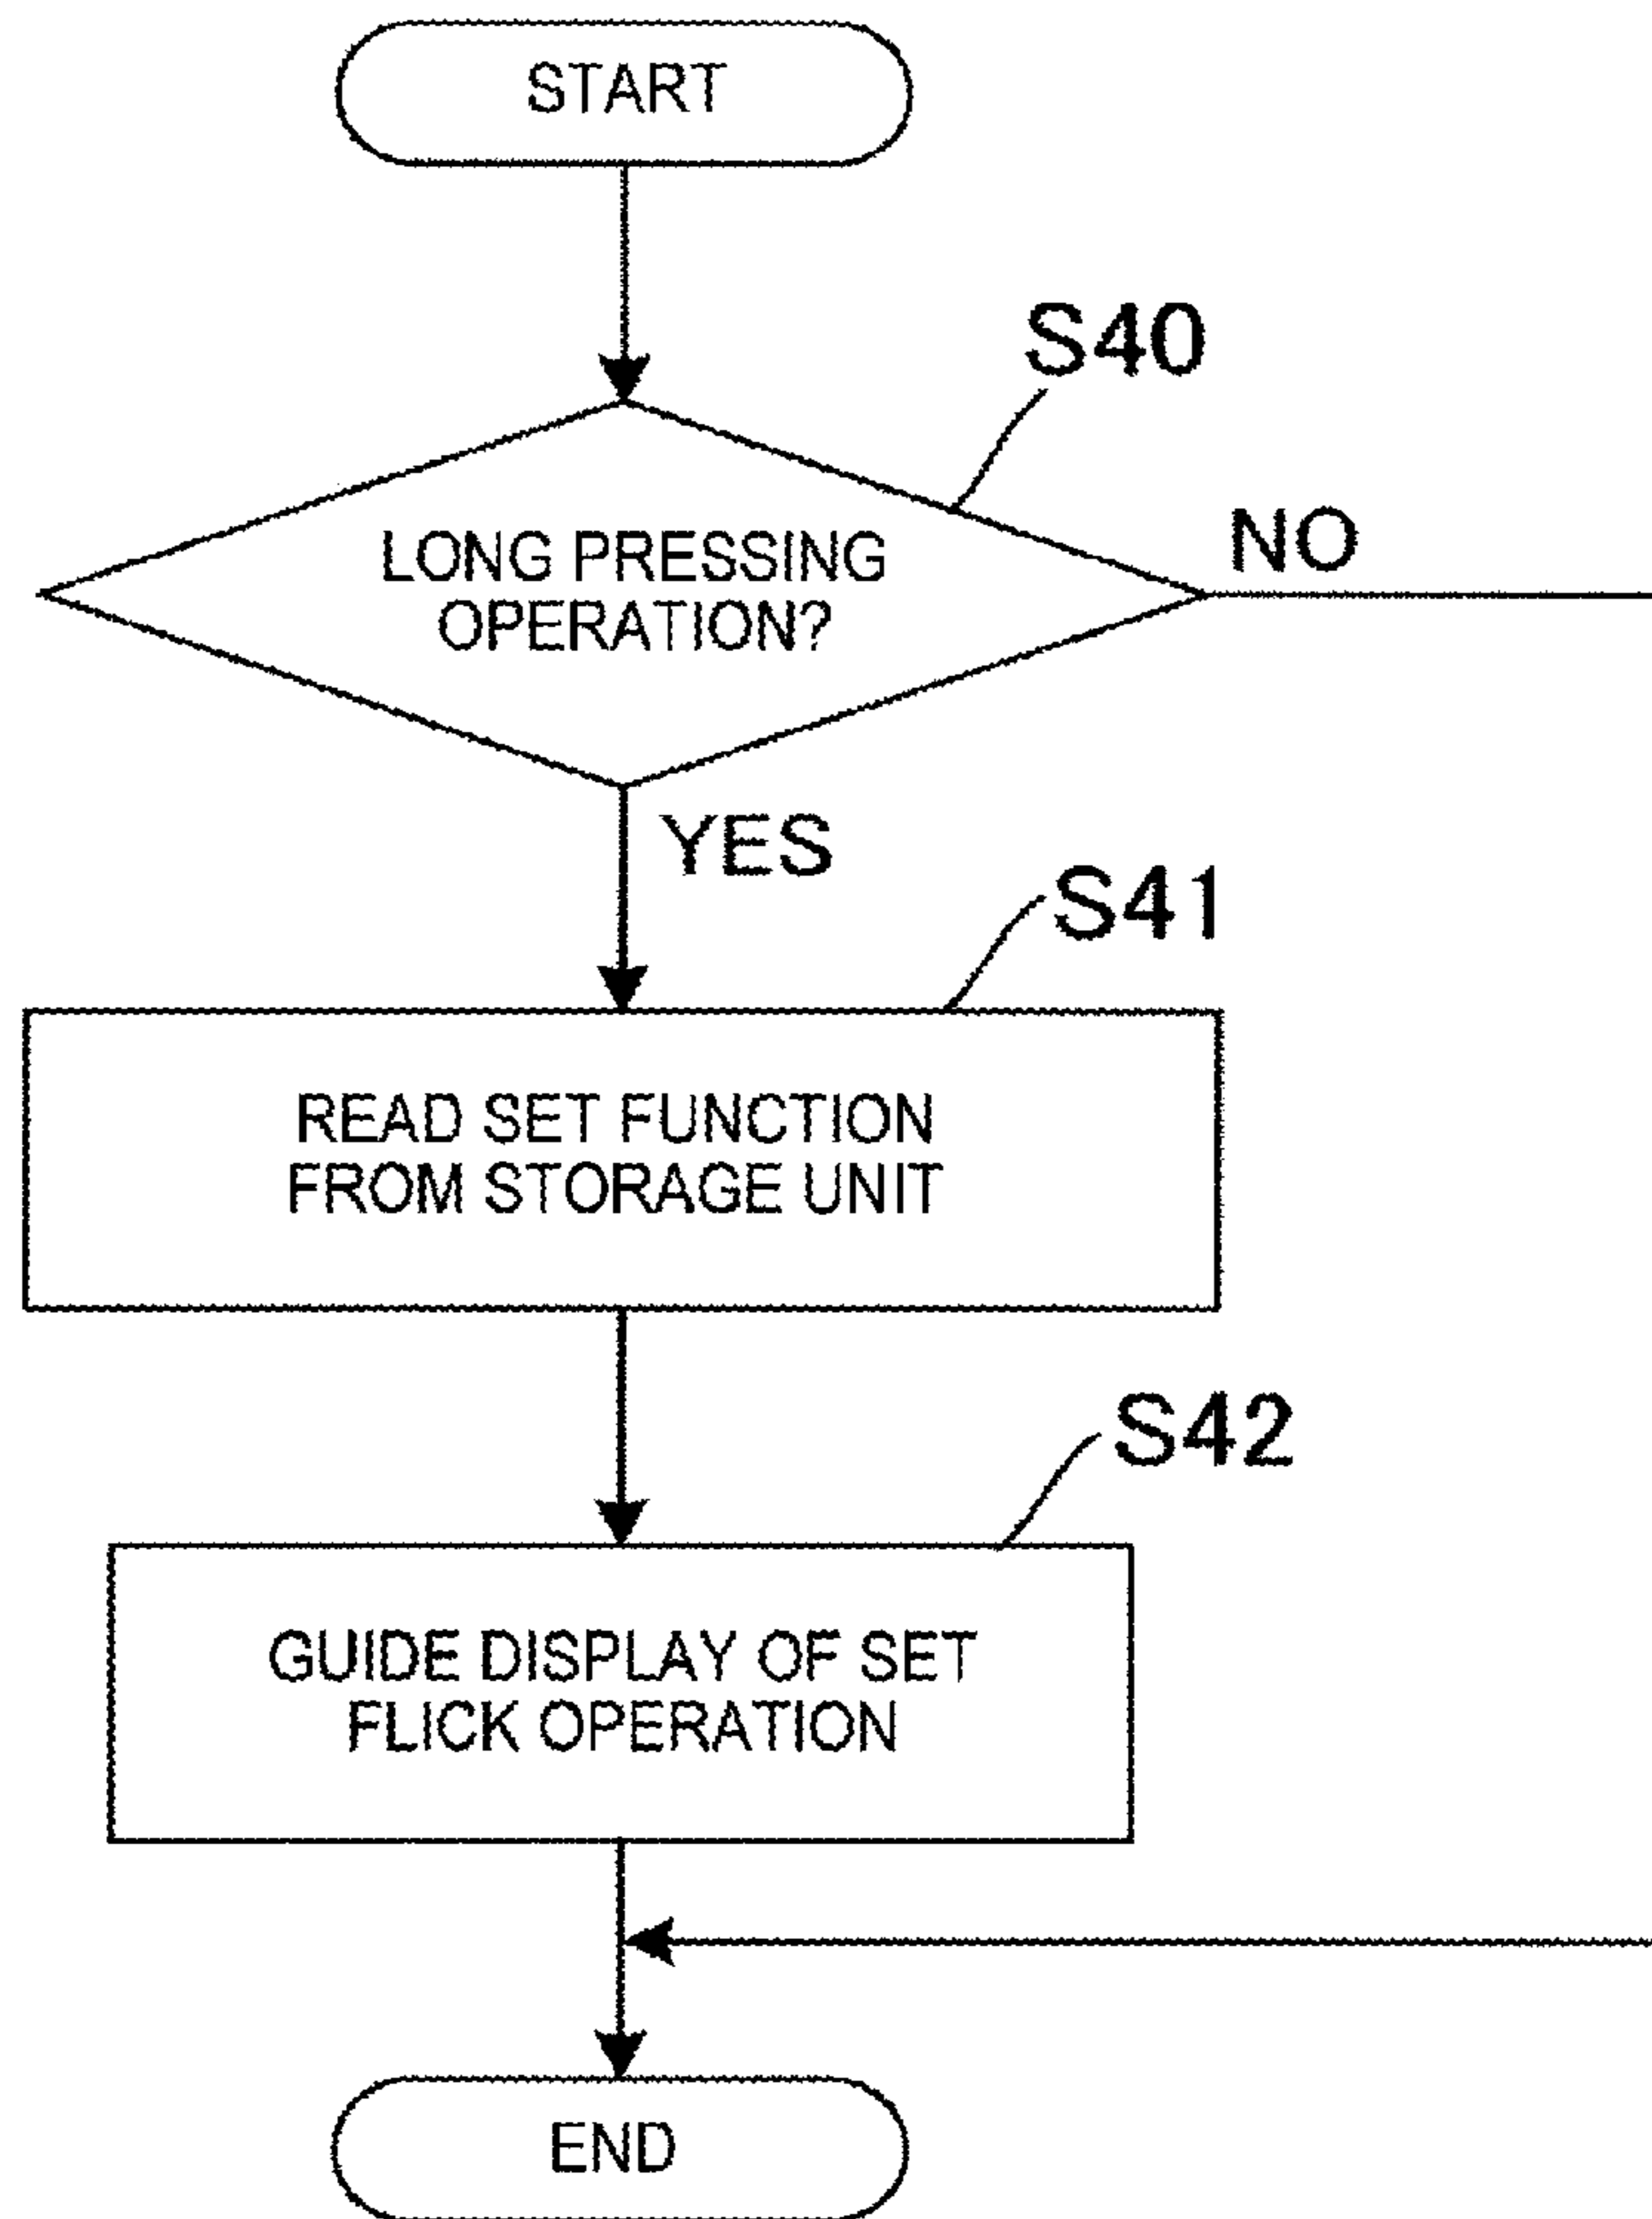 START
S40
LONG PRESSING
OPERATION?
NO
YES
S41
READ SET FUNCTION
FROM STORAGE UNIT
S42
GUIDE DISPLAY OF SET
FLICK OPERATION
END